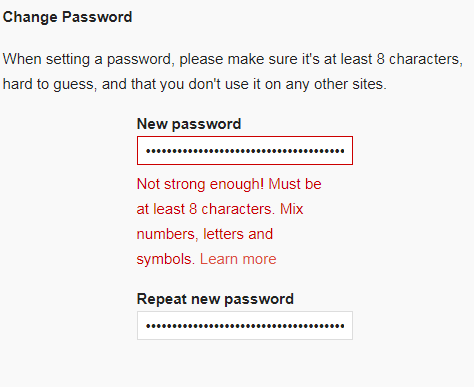 Change Password
When setting a password, please make sure it's at least 8 characters,
hard to guess, and that you don't use it on any other sites.
New password
Not strong enough! Must be
at least 8 characters. Mix
numbers, letters and
symbols. Learn more
Repeat new password